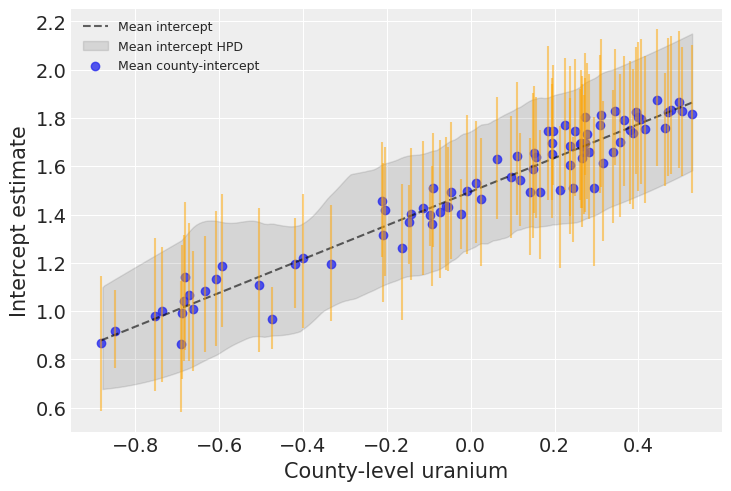 Mean intercept
Mean intercept HPD
Mean county-intercept
Intercept estimate
2.2
2.0
1.8
1.6
1.4
1.2
1.0
0.8
0.6
−0.8 −0.6 −0.4 −0.2 0.0 0.2 0.4
County-level uranium